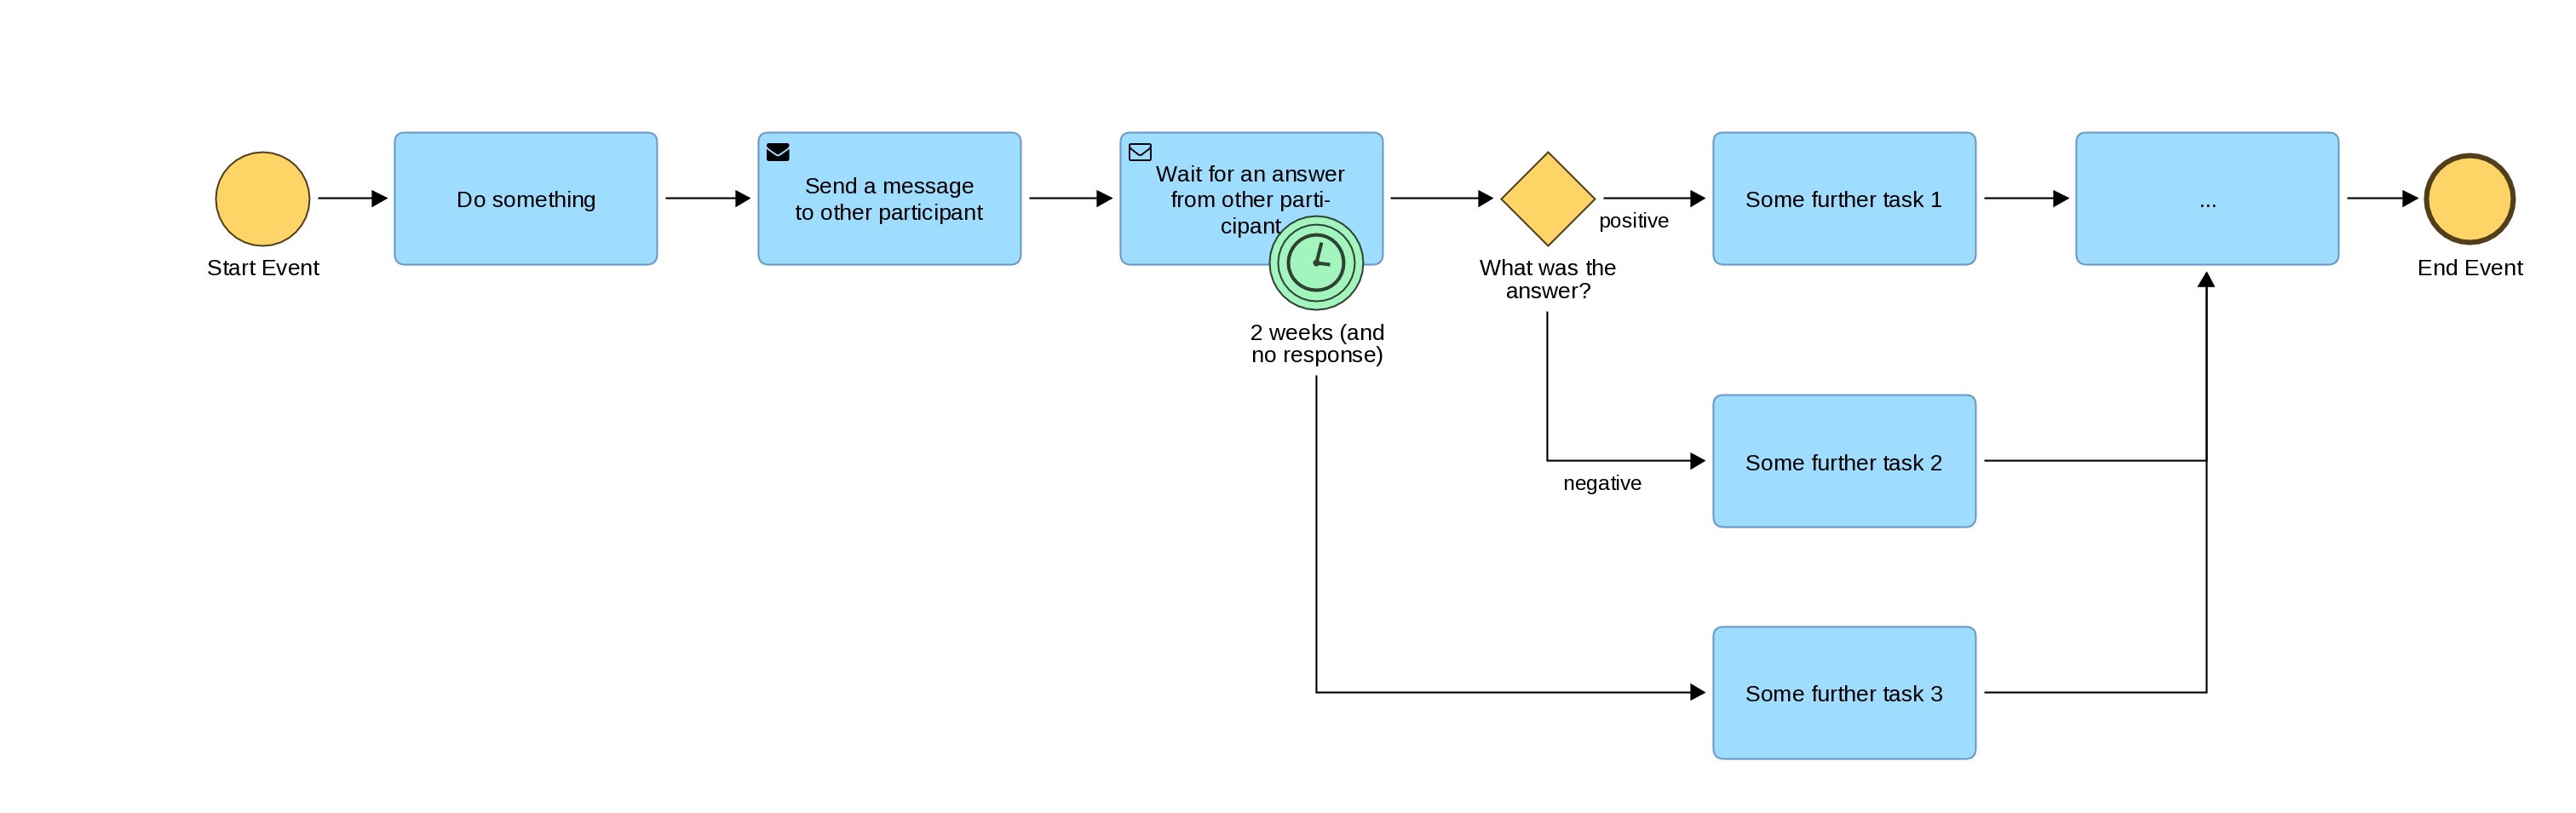 Start Event
Do something
Send a message
to other participant
Wait for an answer
from other parti-
cipant
2 weeks (and
no response)
What was the
answer?
positive
negative
Some further task 1
Some further task 2
Some further task 3
...
End Event